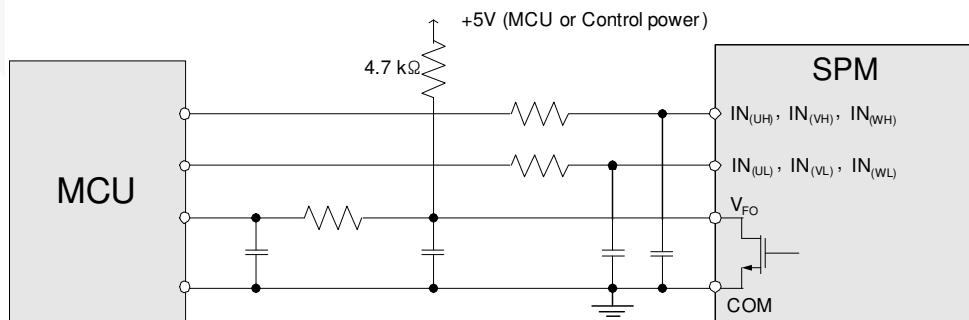 +5V (MCU or Control power)
4.7 kΩ
SPM
IN(UH), IN(VH), IN(WH)
MCU
IN(UL), IN(VL), IN(WL)
VFO
COM